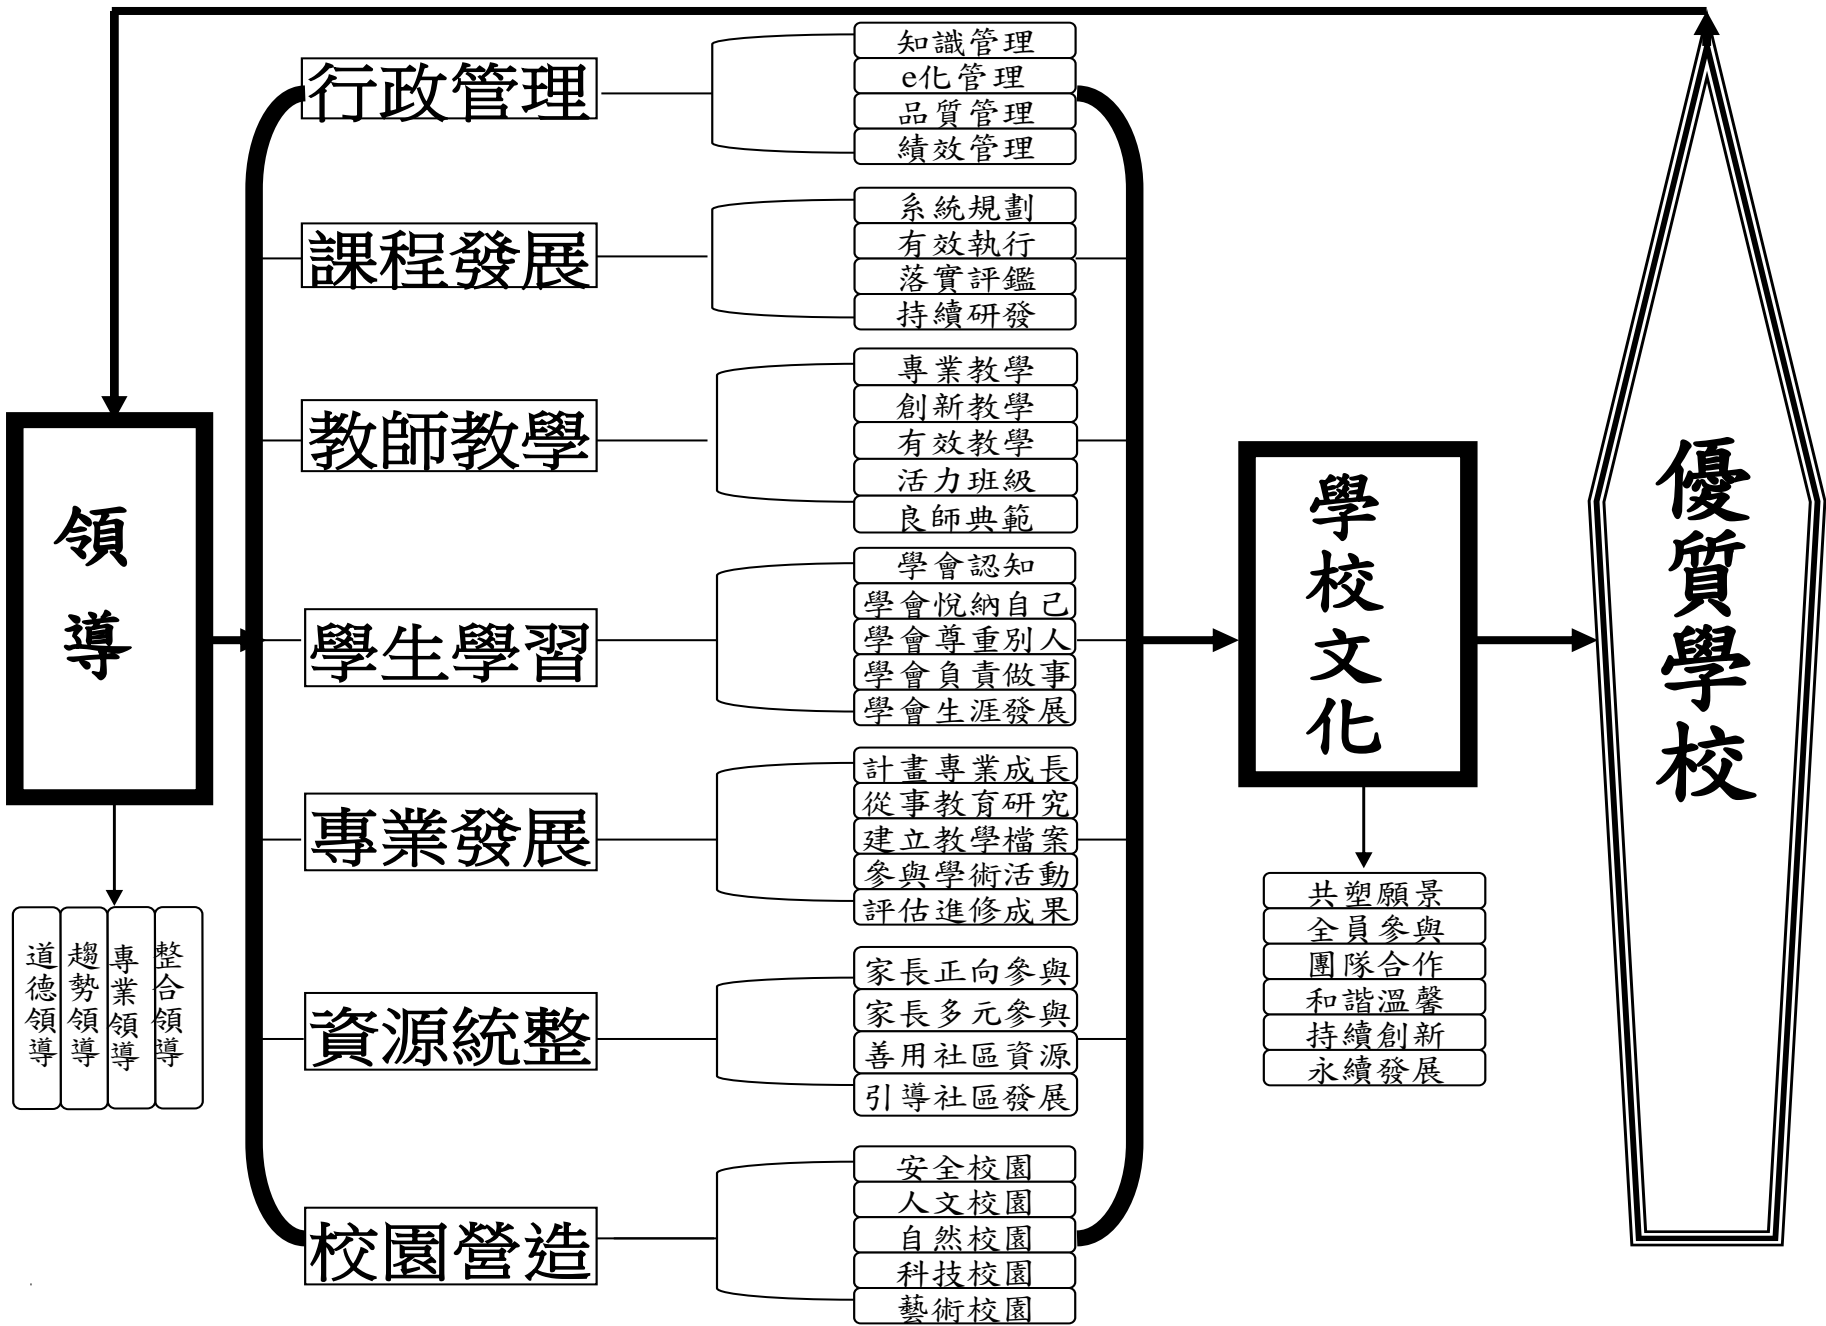 領導
道德領導
趨勢領導
專業領導
整合領導
行政管理
知識管理
e化管理
品質管理
績效管理
課程發展
系統規劃
有效執行
落實評鑑
持續研發
教師教學
專業教學
創新教學
有效教學
活力班級
良師典範
學生學習
學會認知
學會悅納自己
學會尊重別人
學會負責做事
學會生涯發展
專業發展
計畫專業成長
從事教育研究
建立教學檔案
參與學術活動
評估進修成果
資源統整
家長正向參與
家長多元參與
善用社區資源
引導社區發展
校園營造
安全校園
人文校園
自然校園
科技校園
藝術校園
學校文化
共塑願景
全員參與
團隊合作
和諧溫馨
持續創新
永續發展
優質學校